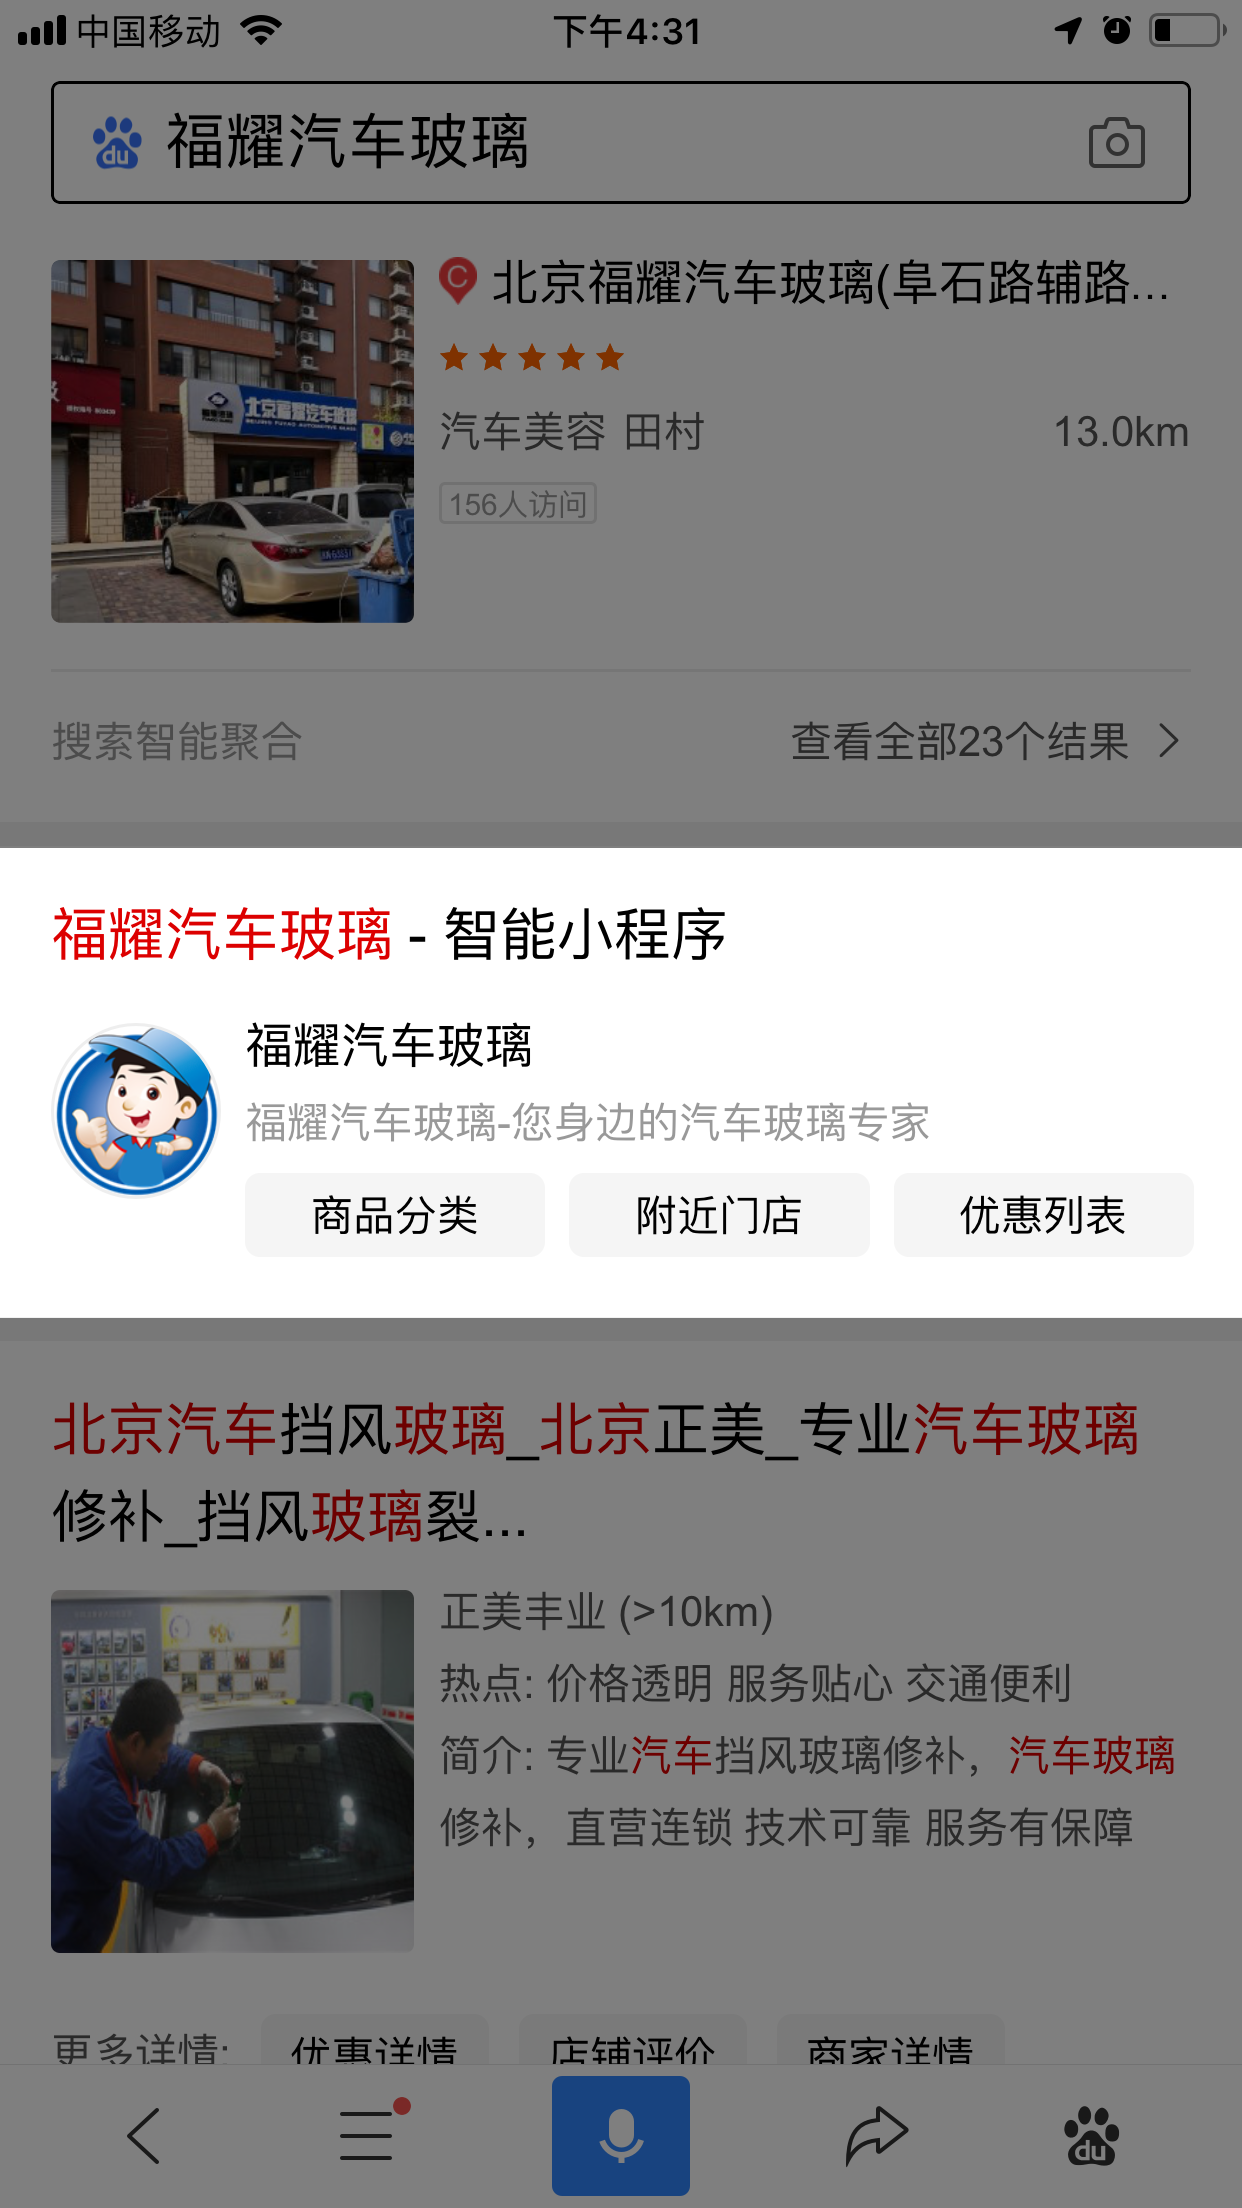 中国移动
下午4:31
du 福耀汽车玻璃
北京福耀汽车玻璃
北京福耀汽车玻璃(阜石路辅路...
汽车美容 田村
13.0km
156人访问
搜索智能聚合
查看全部23个结果
福耀汽车玻璃 - 智能小程序
福耀汽车玻璃
福耀汽车玻璃-您身边的汽车玻璃专家
商品分类
附近门店
优惠列表
北京汽车挡风玻璃_北京正美_专业汽车玻璃
修补_挡风玻璃裂...
正美丰业 (>10km)
热点: 价格透明 服务贴心 交通便利
简介: 专业汽车挡风玻璃修补，汽车玻璃
修补，直营连锁 技术可靠 服务有保障
更多详情:
优惠详情
店铺评价
商家详情
du